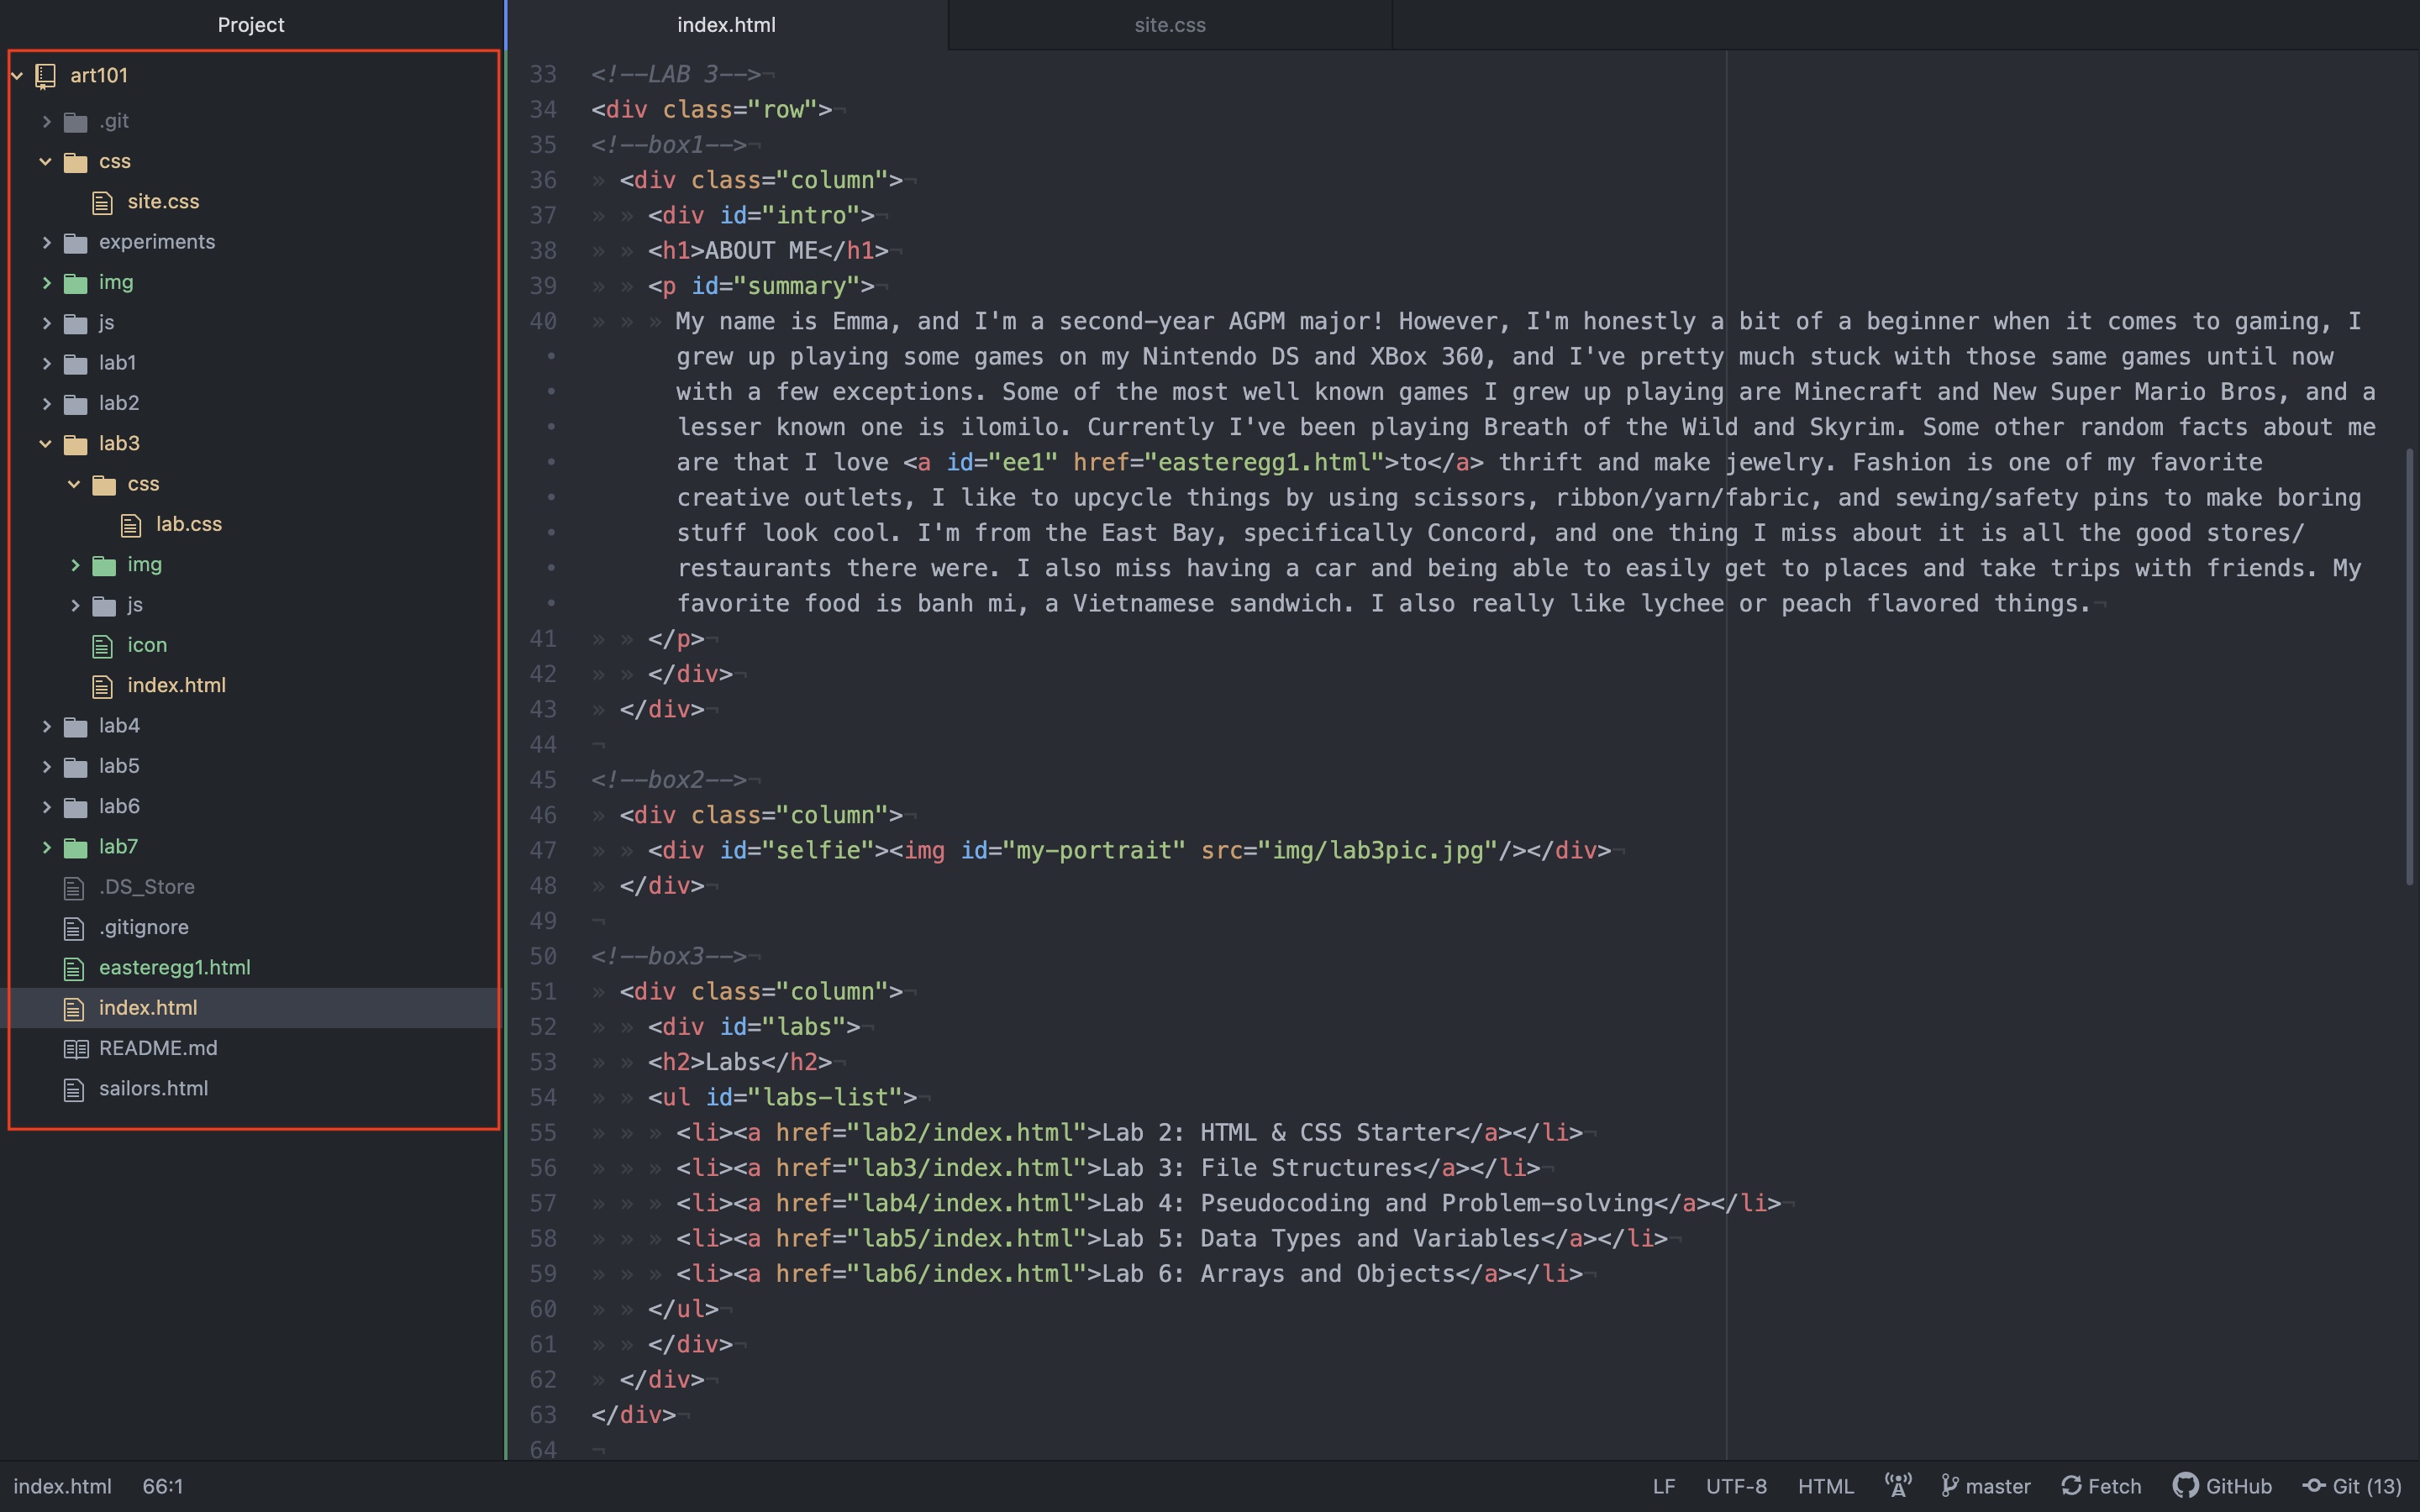 Project
art101
.git
css
site.css
experiments
img
js
lab1
lab2
lab3
css
lab.css
img
js
icon
index.html
lab4
lab5
lab6
lab7
.DS_Store
.gitignore
easteregg1.html
index.html
README.md
sailors.html
index.html
site.css
33 <!--LAB 3-->¬
34 <div class="row">¬
35 <!--box1-->¬
36 » <div class="column">¬
37 » » <div id="intro">¬
38 » » <h1>ABOUT ME</h1>¬
39 » » <p id="summary">¬
40 » » » My name is Emma, and I'm a second-year AGPM major! However, I'm honestly a bit of a beginner when it comes to gaming, I
• grew up playing some games on my Nintendo DS and XBox 360, and I've pretty much stuck with those same games until now
• with a few exceptions. Some of the most well known games I grew up playing are Minecraft and New Super Mario Bros, and a
• lesser known one is ilomilo. Currently I've been playing Breath of the Wild and Skyrim. Some other random facts about me
• are that I love <a id="ee1" href="easteregg1.html">to</a> thrift and make jewelry. Fashion is one of my favorite
• creative outlets, I like to upcycle things by using scissors, ribbon/yarn/fabric, and sewing/safety pins to make boring
• stuff look cool. I'm from the East Bay, specifically Concord, and one thing I miss about it is all the good stores/
• restaurants there were. I also miss having a car and being able to easily get to places and take trips with friends. My
• favorite food is banh mi, a Vietnamese sandwich. I also really like lychee or peach flavored things.¬
41 » » </p>¬
42 » » </div>¬
43 » </div>¬
44 ¬
45 <!--box2-->¬
46 » <div class="column">¬
47 » » <div id="selfie"><img id="my-portrait" src="img/lab3pic.jpg"/></div>¬
48 » </div>¬
49 ¬
50 <!--box3-->¬
51 » <div class="column">¬
52 » » <div id="labs">¬
53 » » <h2>Labs</h2>¬
54 » » <ul id="labs-list">¬
55 » » » <li><a href="lab2/index.html">Lab 2: HTML & CSS Starter</a></li>¬
56 » » » <li><a href="lab3/index.html">Lab 3: File Structures</a></li>¬
57 » » » <li><a href="lab4/index.html">Lab 4: Pseudocoding and Problem-solving</a></li>¬
58 » » » <li><a href="lab5/index.html">Lab 5: Data Types and Variables</a></li>¬
59 » » » <li><a href="lab6/index.html">Lab 6: Arrays and Objects</a></li>¬
60 » » </ul>¬
61 » » </div>¬
62 » </div>¬
63 </div>¬
64 ¬
index.html 66:1 LF UTF-8 HTML master Fetch GitHub Git (13)